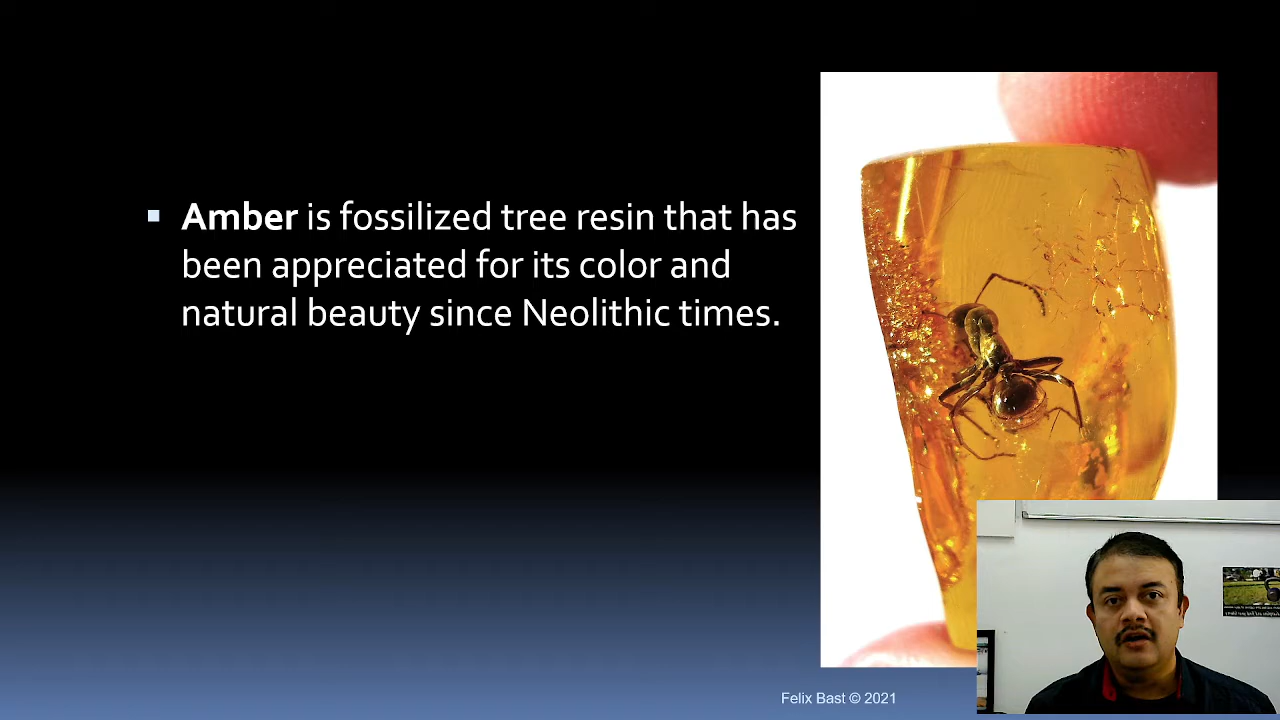 Amber is fossilized tree resin that has
been appreciated for its color and
natural beauty since Neolithic times.
Felix Bast © 2021